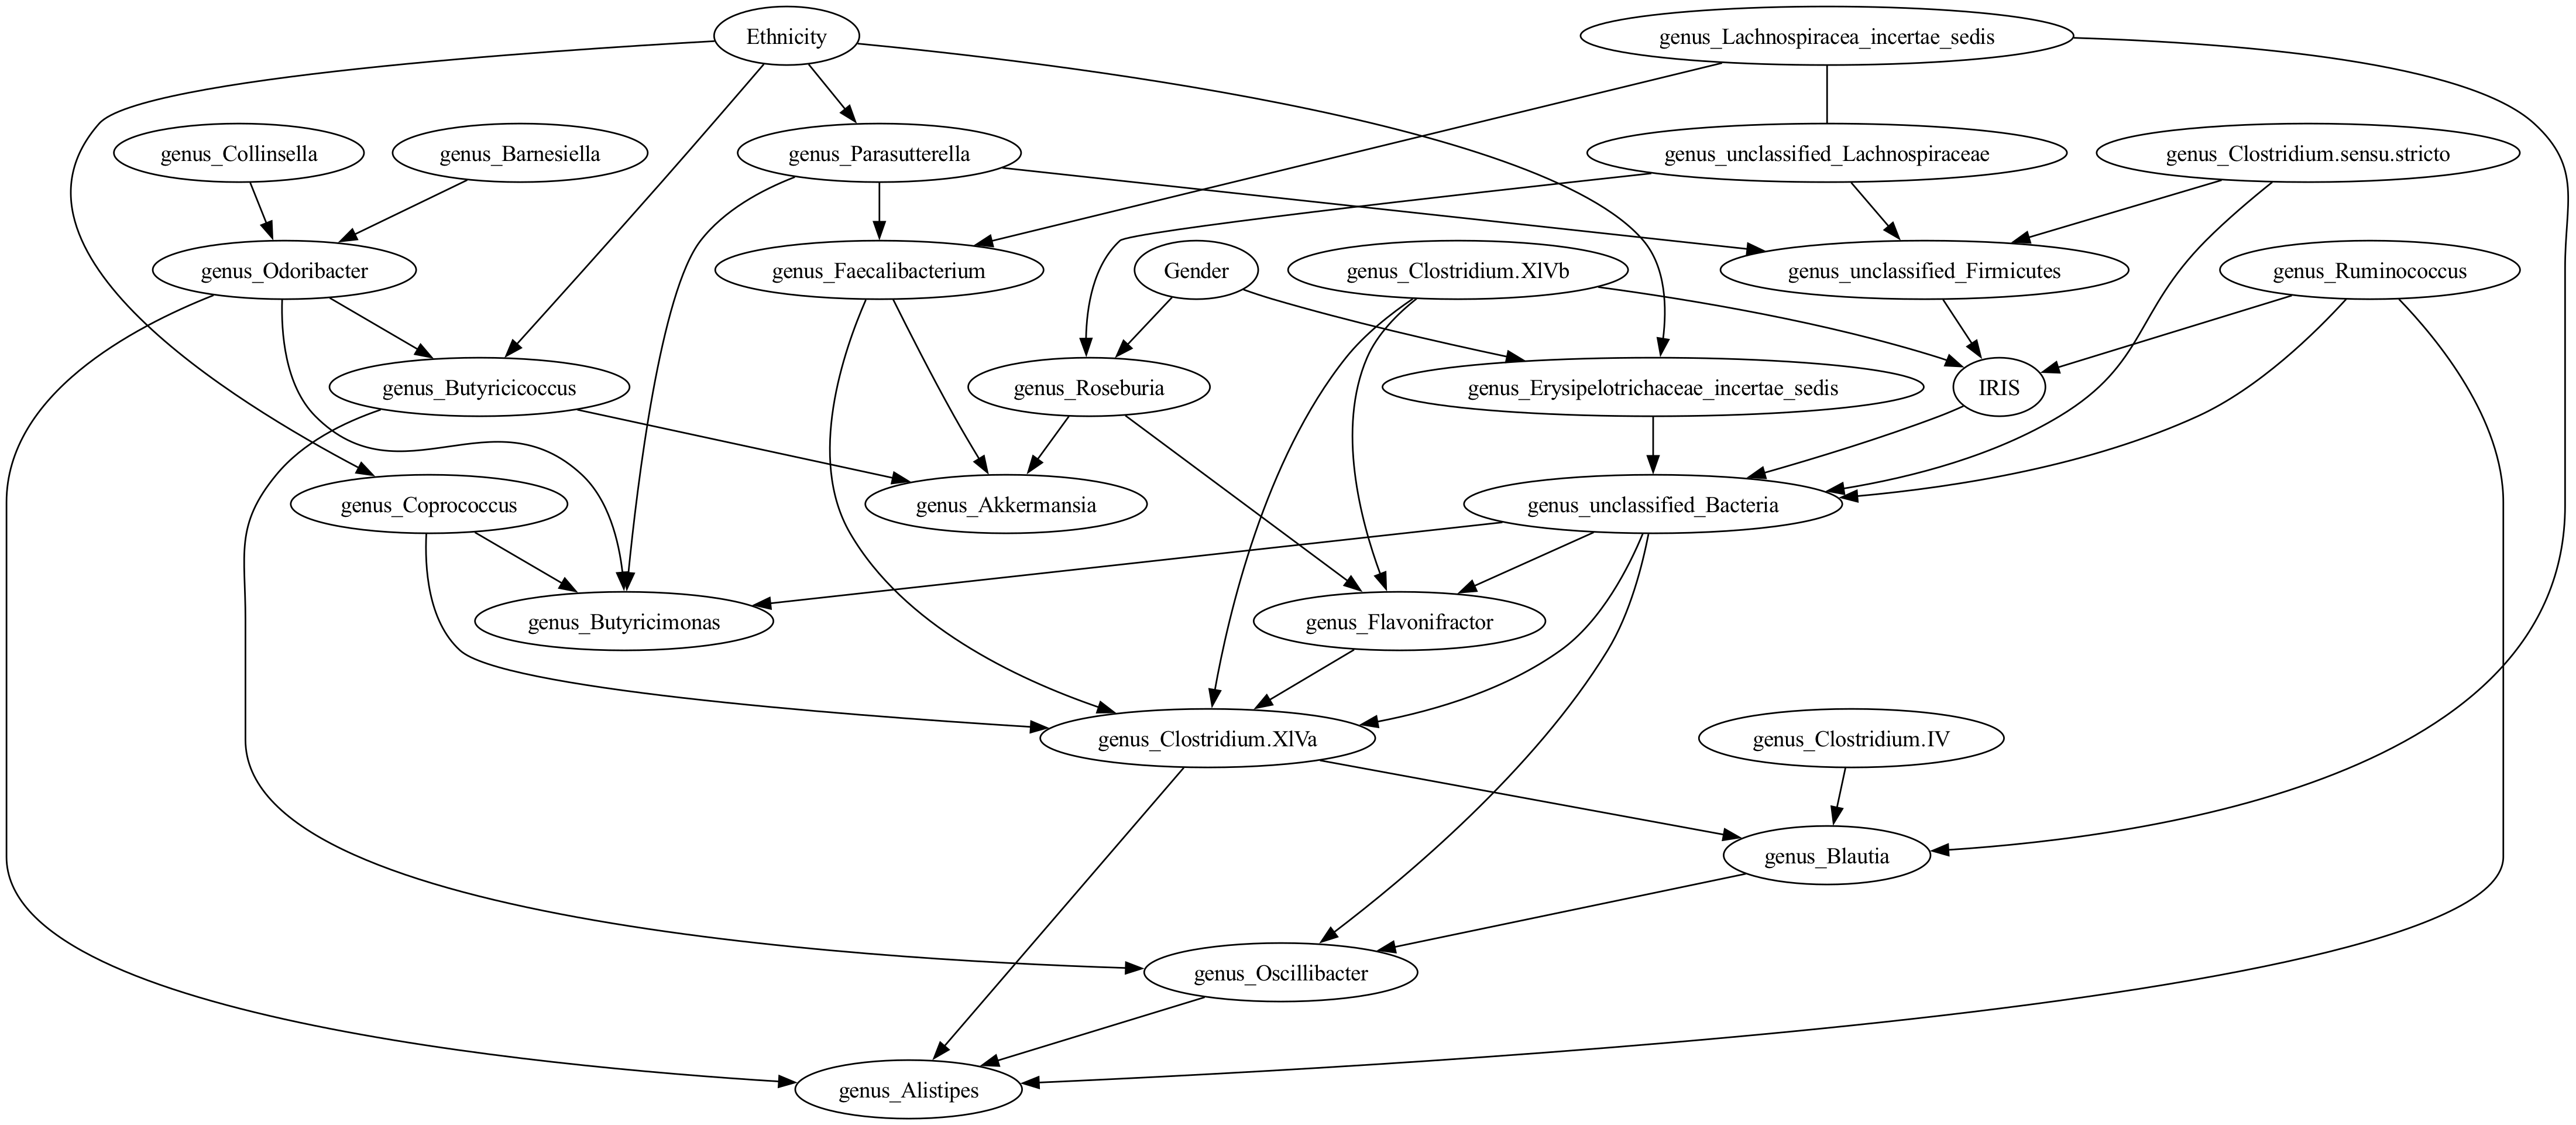 Ethnicity
genus_Lachnospiracea_incertae_sedis
genus_Collinsella
genus_Barnesiella
genus_Parasutterella
genus_unclassified_Lachnospiraceae
genus_Clostridium.sensu.stricto
genus_Odoribacter
genus_Faecalibacterium
Gender
genus_Clostridium.XlVb
genus_unclassified_Firmicutes
genus_Ruminococcus
genus_Butyricicoccus
genus_Roseburia
genus_Erysipelotrichaceae_incertae_sedis
IRIS
genus_Coprococcus
genus_Akkermansia
genus_unclassified_Bacteria
genus_Butyricimonas
genus_Flavonifractor
genus_Clostridium.XlVa
genus_Clostridium.IV
genus_Blautia
genus_Oscillibacter
genus_Alistipes